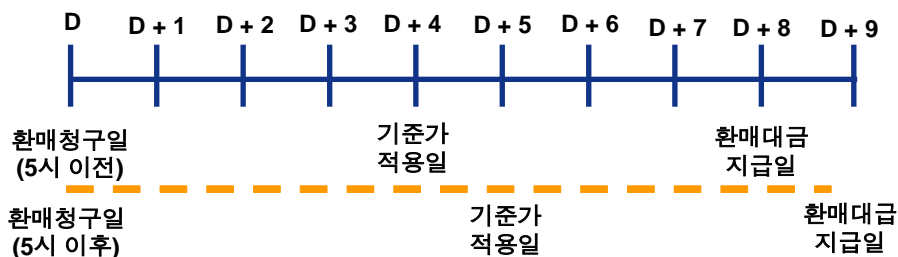 D D + 1 D + 2 D + 3 D + 4 D + 5 D + 6 D + 7 D + 8 D + 9
환매청구일
(5시 이전)
기준가
적용일
환매대금
지급일
환매청구일
(5시 이후)
기준가
적용일
환매대급
지급일